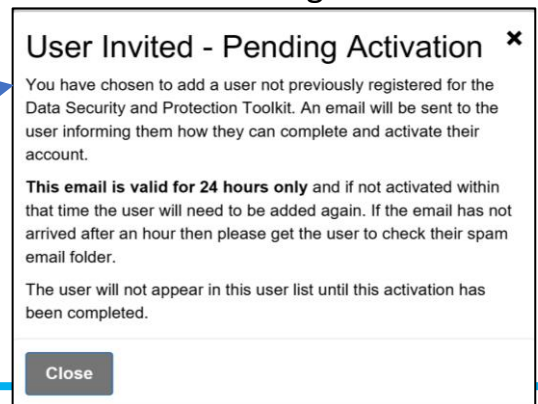 User Invited - Pending Activation ×
You have chosen to add a user not previously registered for the
Data Security and Protection Toolkit. An email will be sent to the
user informing them how they can complete and activate their
account.
This email is valid for 24 hours only and if not activated within
that time the user will need to be added again. If the email has not
arrived after an hour then please get the user to check their spam
email folder.
The user will not appear in this user list until this activation has
been completed.
Close